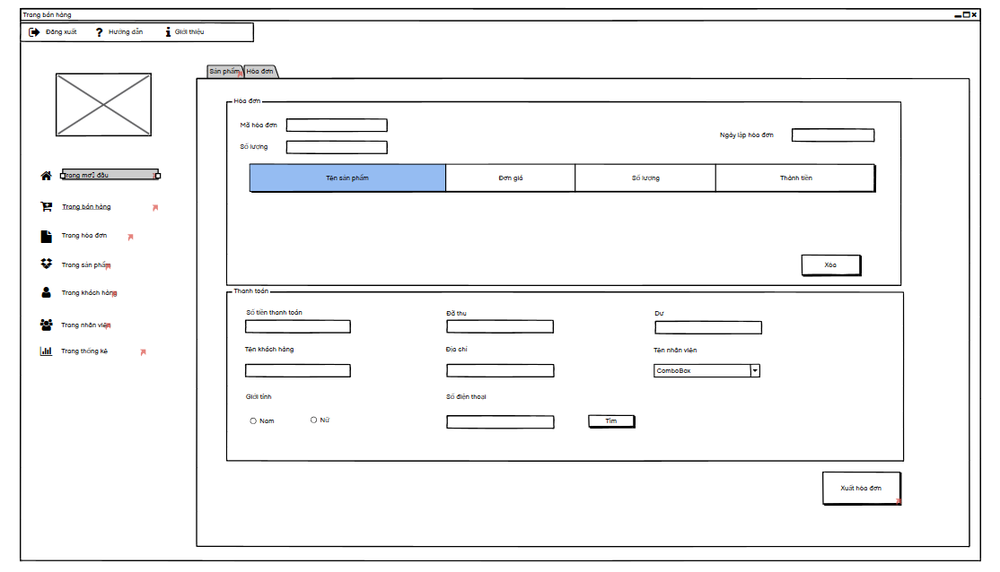 Trang bán hàng
Đăng xuất
Hướng dẫn
Giới thiệu
Sản phẩm
Hóa đơn
Trang mở đầu
Trang bán hàng
Trang hóa đơn
Trang sản phẩm
Trang khách hàng
Trang nhân viên
Trang thống kê
Hóa đơn
Mã hóa đơn
Ngày lập hóa đơn
Số lượng
Tên sản phẩm
Đơn giá
Số lượng
Thành tiền
Xóa
Thanh toán
Số tiền thanh toán
Đã thu
Dư
Tên khách hàng
Địa chỉ
Tên nhân viên
ComboBox
Giới tính
Số điện thoại
Nam
Nữ
Tìm
Xuất hóa đơn